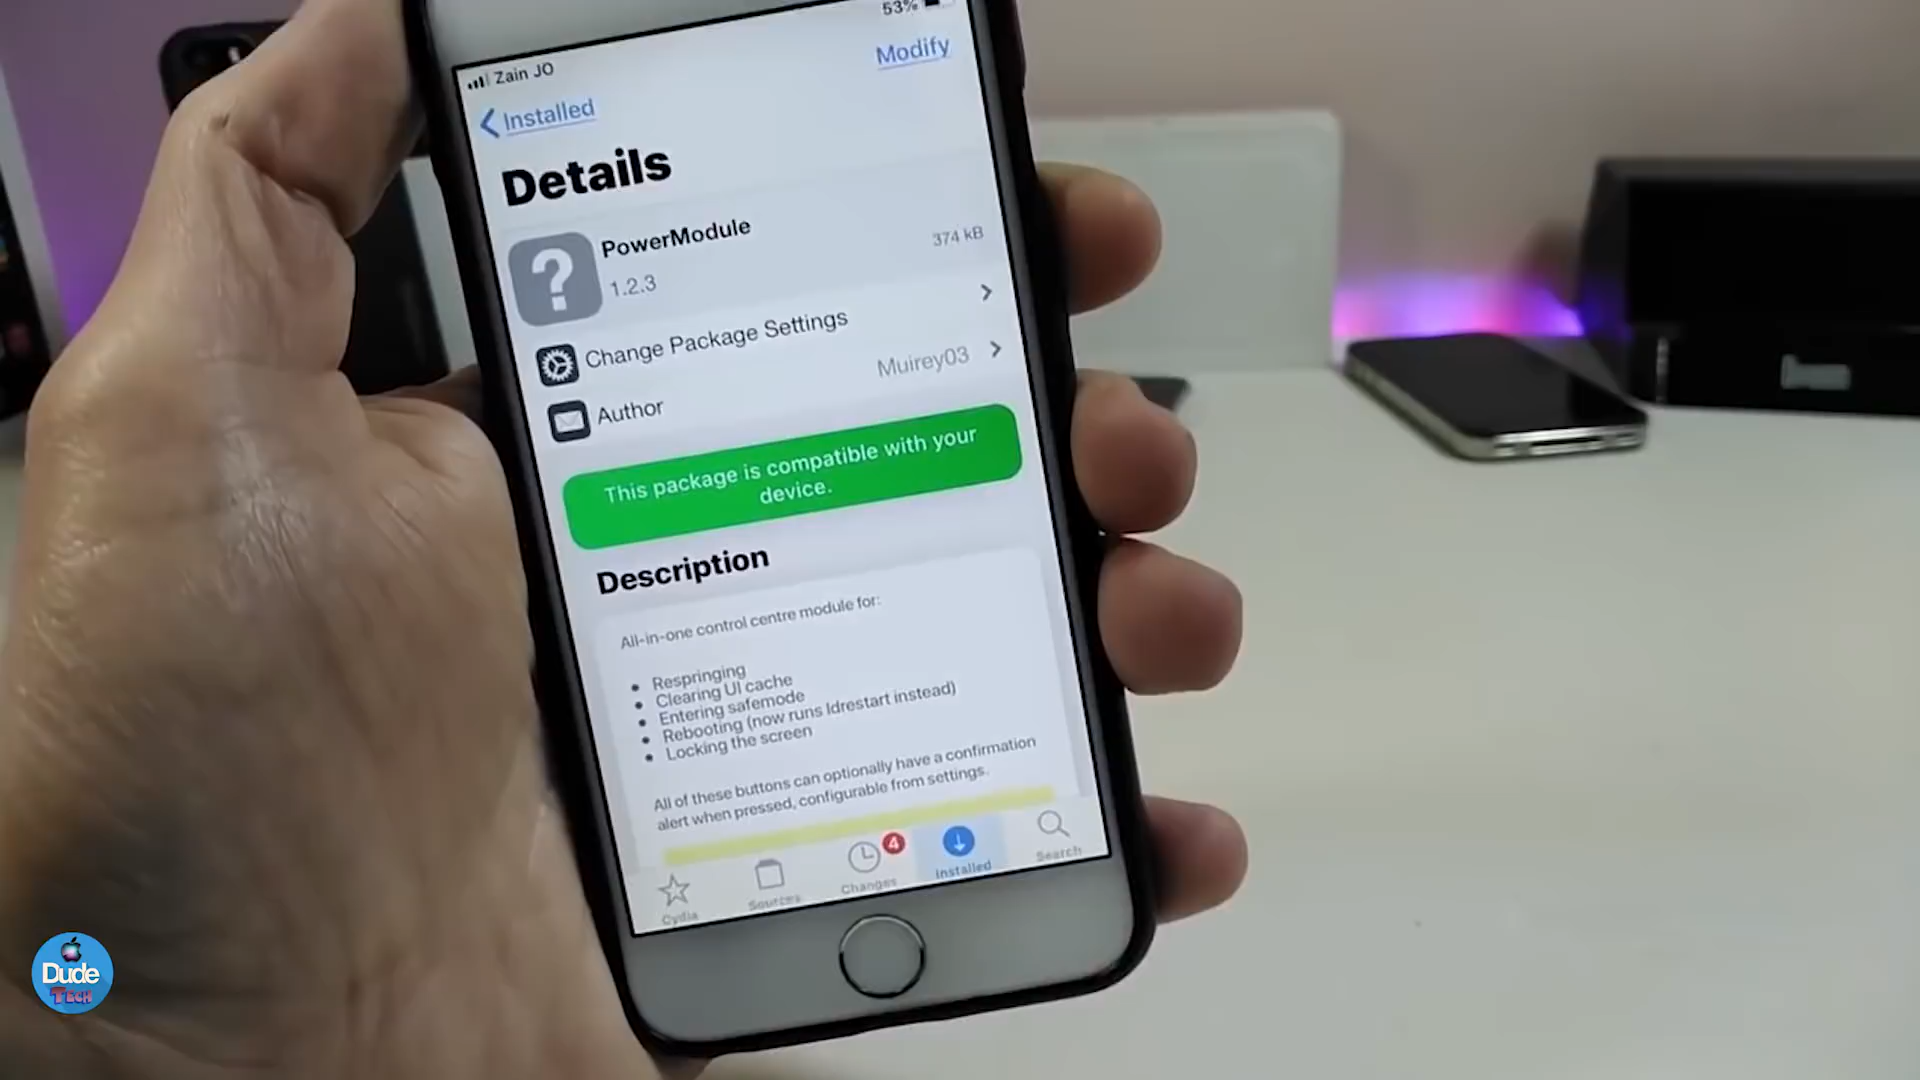 53%
Zain JO
Modify
Installed
Details
PowerModule
374 kB
1.2.3
Change Package Settings
Muirey03
Author
This package is compatible with your
device.
Description
All-in-one control centre module for:
• Respringing
• Clearing UI cache
• Entering safemode
• Rebooting (now runs ldrestart instead)
• Locking the screen
All of these buttons can optionally have a confirmation
alert when pressed, configurable from settings.
4
Cydia
Sources
Changes
Installed
Search
Dude
TECH